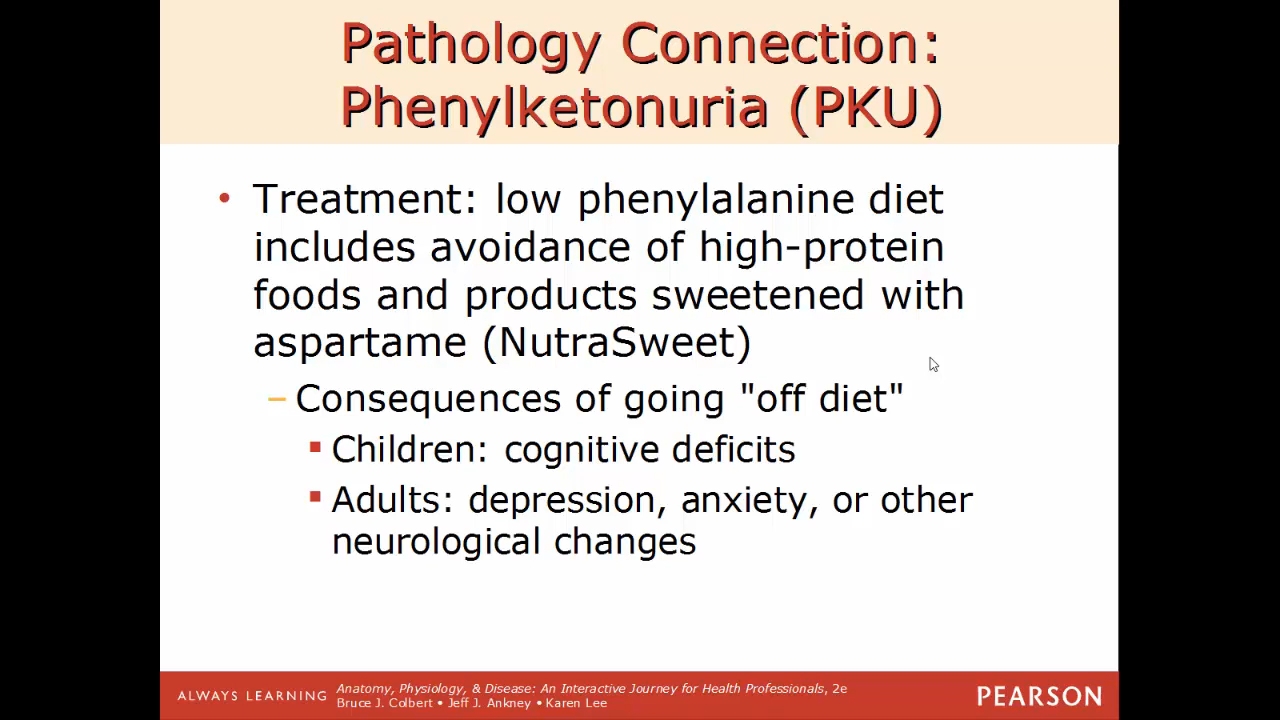 Pathology Connection:
Phenylketonuria (PKU)
• Treatment: low phenylalanine diet
includes avoidance of high-protein
foods and products sweetened with
aspartame (NutraSweet)
– Consequences of going "off diet"
▪ Children: cognitive deficits
▪ Adults: depression, anxiety, or other
neurological changes
ALWAYS LEARNING
Anatomy, Physiology, & Disease: An Interactive Journey for Health Professionals, 2e
Bruce J. Colbert • Jeff J. Ankney • Karen Lee
PEARSON